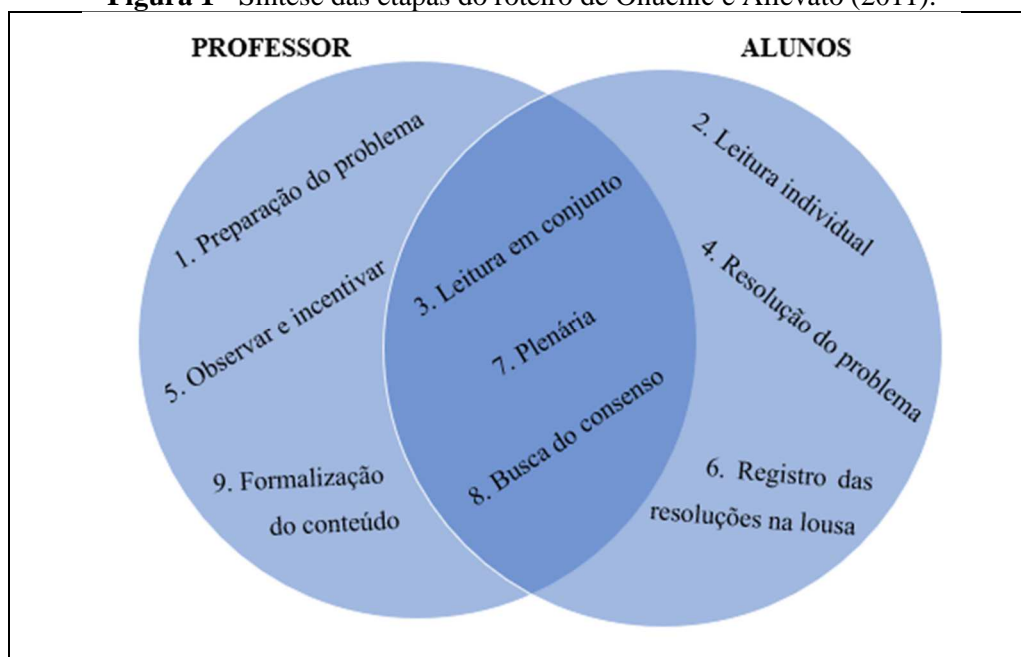 Figura 1 - Síntese das etapas do roteiro de Onuchic e Allevato (2011).
PROFESSOR
ALUNOS
1. Preparação do problema
2. Leitura individual
3. Leitura em conjunto
4. Resolução do problema
5. Observar e incentivar
7. Plenária
8. Busca do consenso
9. Formalização
do conteúdo
6. Registro das
resoluções na lousa